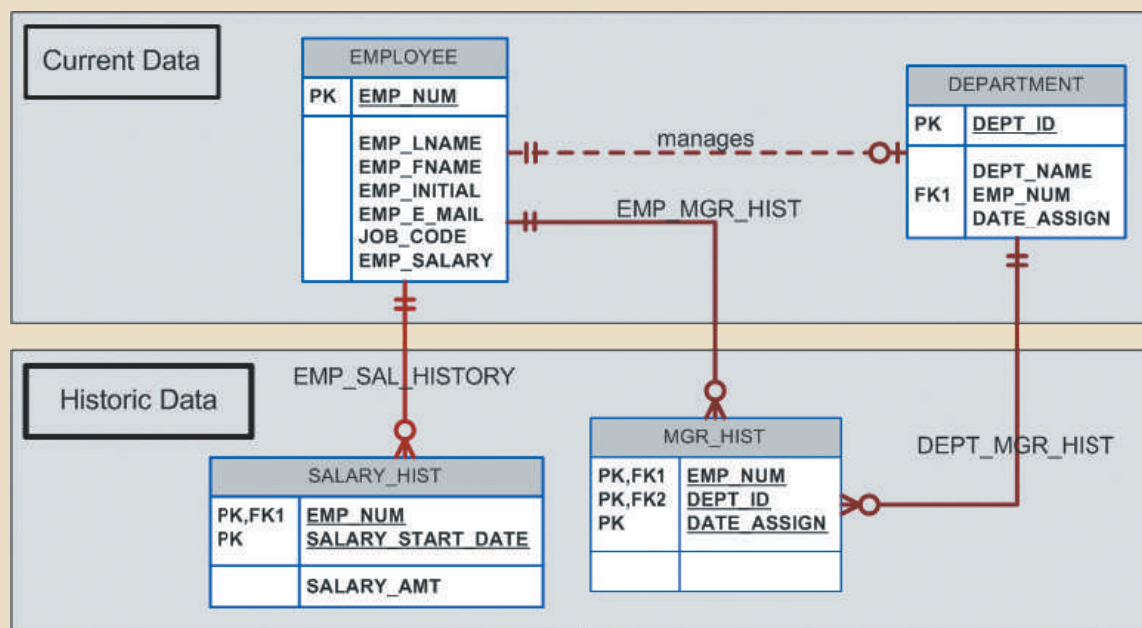 Current Data
EMPLOYEE
PK EMP_NUM
EMP_LNAME
EMP_FNAME
EMP_INITIAL
EMP_E_MAIL
JOB_CODE
EMP_SALARY
manages
EMP_MGR_HIST
DEPARTMENT
PK DEPT_ID
DEPT_NAME
FK1 EMP_NUM
DATE_ASSIGN
Historic Data
EMP_SAL_HISTORY
SALARY_HIST
PK,FK1 EMP_NUM
PK SALARY_START_DATE
SALARY_AMT
MGR_HIST
PK,FK1 EMP_NUM
PK,FK2 DEPT_ID
PK DATE_ASSIGN
DEPT_MGR_HIST